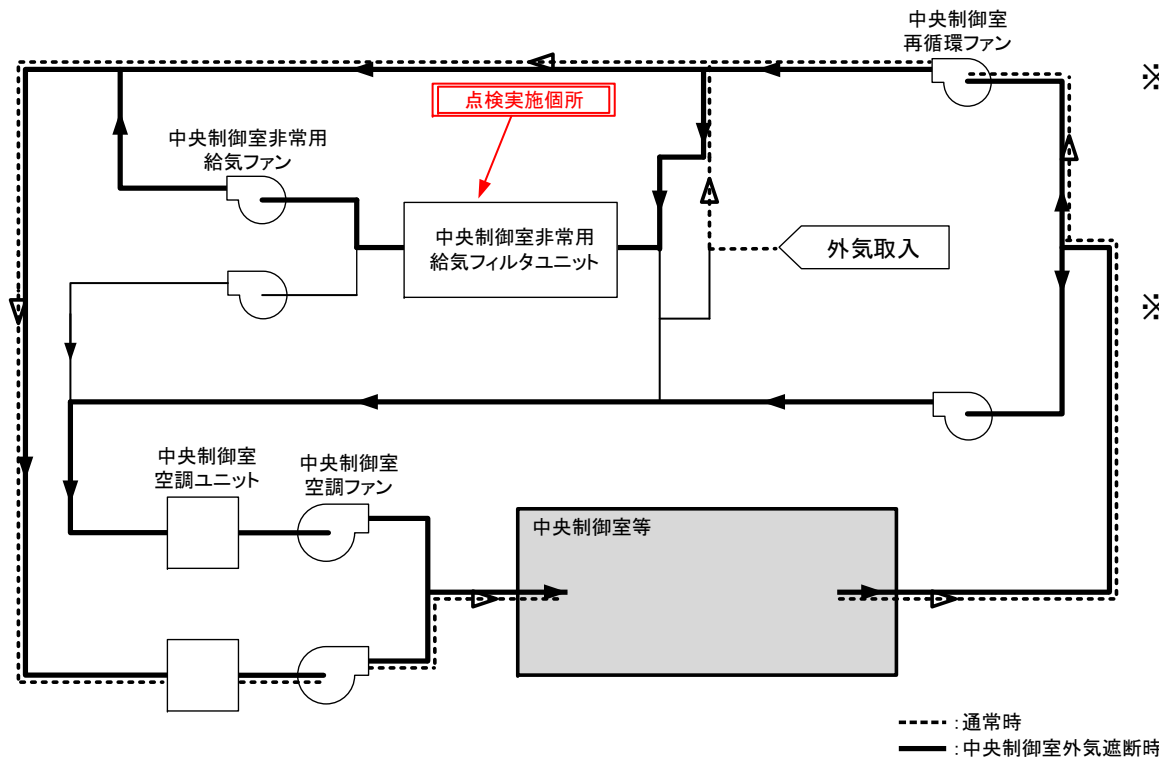 中央制御室
再循環ファン
※
点検実施個所
中央制御室非常用
給気ファン
中央制御室非常用
給気フィルタユニット
外気取入
※
中央制御室
空調ユニット
中央制御室
空調ファン
中央制御室等
:通常時
:中央制御室外気遮断時